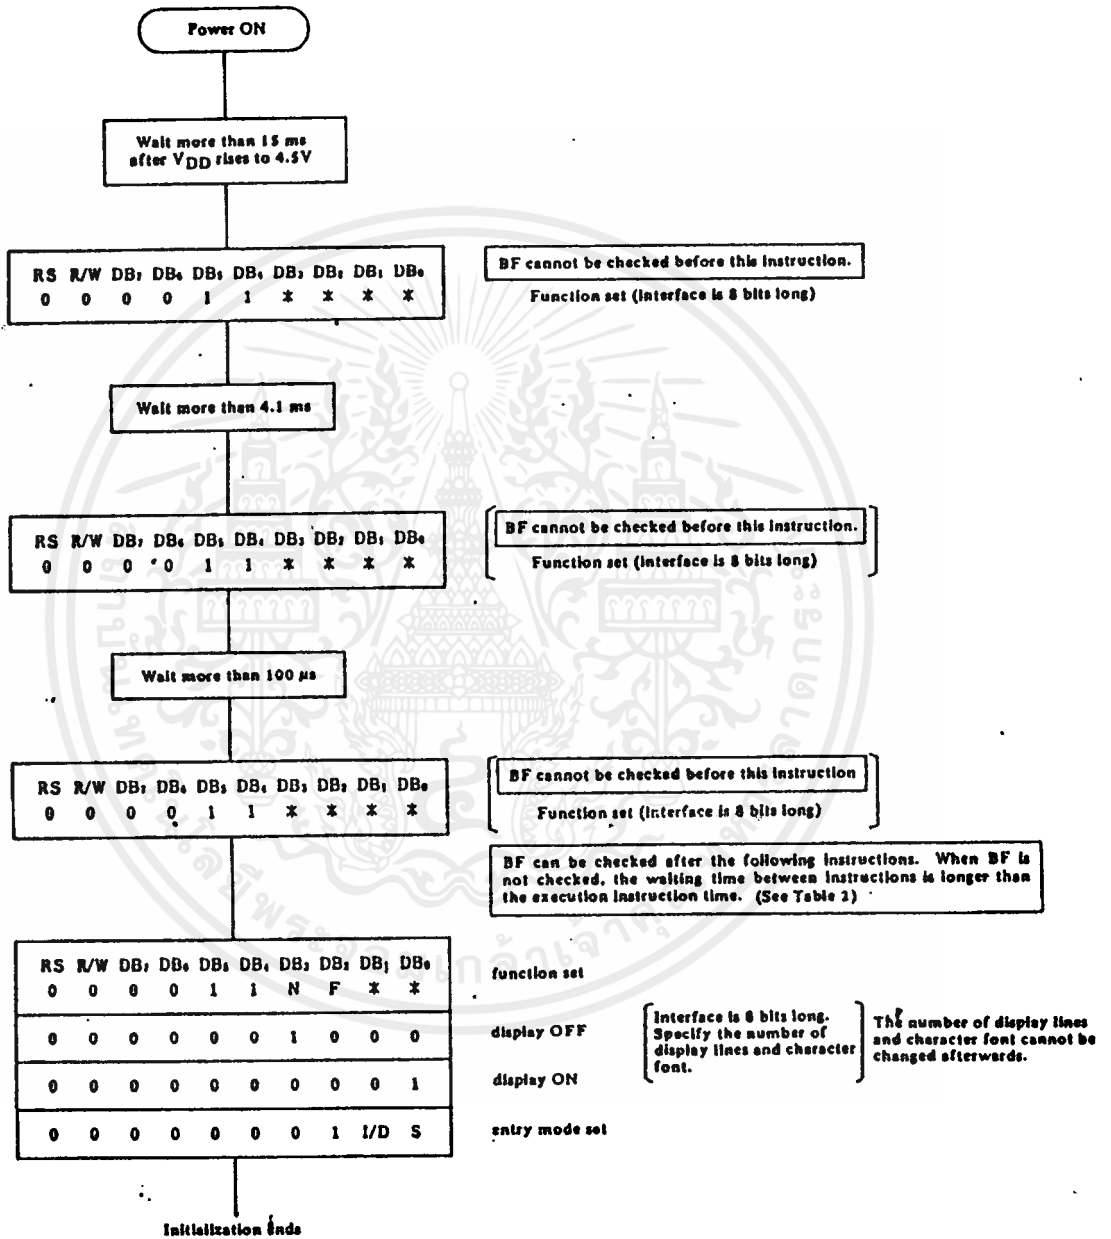 Power ON
Wait more than 15 ms
after VDD rises to 4.5V
RS R/W DB₇ DB₆ DB₅ DB₄ DB₃ DB₂ DB₁ DB₀
0 0 0 0 1 1 * * * *
BF cannot be checked before this instruction.
Function set (Interface is 8 bits long)
Wait more than 4.1 ms
RS R/W DB₇ DB₆ DB₅ DB₄ DB₃ DB₂ DB₁ DB₀
0 0 0 0 1 1 * * * *
BF cannot be checked before this instruction.
Function set (Interface is 8 bits long)
Wait more than 100 µs
RS R/W DB₇ DB₆ DB₅ DB₄ DB₃ DB₂ DB₁ DB₀
0 0 0 0 1 1 * * * *
BF cannot be checked before this instruction
Function set (Interface is 8 bits long)
BF can be checked after the following instructions. When BF is
not checked, the waiting time between instructions is longer than
the execution instruction time. (See Table 2)
RS R/W DB₇ DB₆ DB₅ DB₄ DB₃ DB₂ DB₁ DB₀
0 0 0 0 1 1 N F * *
function set
0 0 0 0 0 0 1 0 0 0
display OFF
0 0 0 0 0 0 0 0 0 1
display ON
0 0 0 0 0 0 0 1 I/D S
entry mode set
Interface is 8 bits long.
Specify the number of
display lines and character
font.
The number of display lines
and character font cannot be
changed afterwards.
Initialization ends